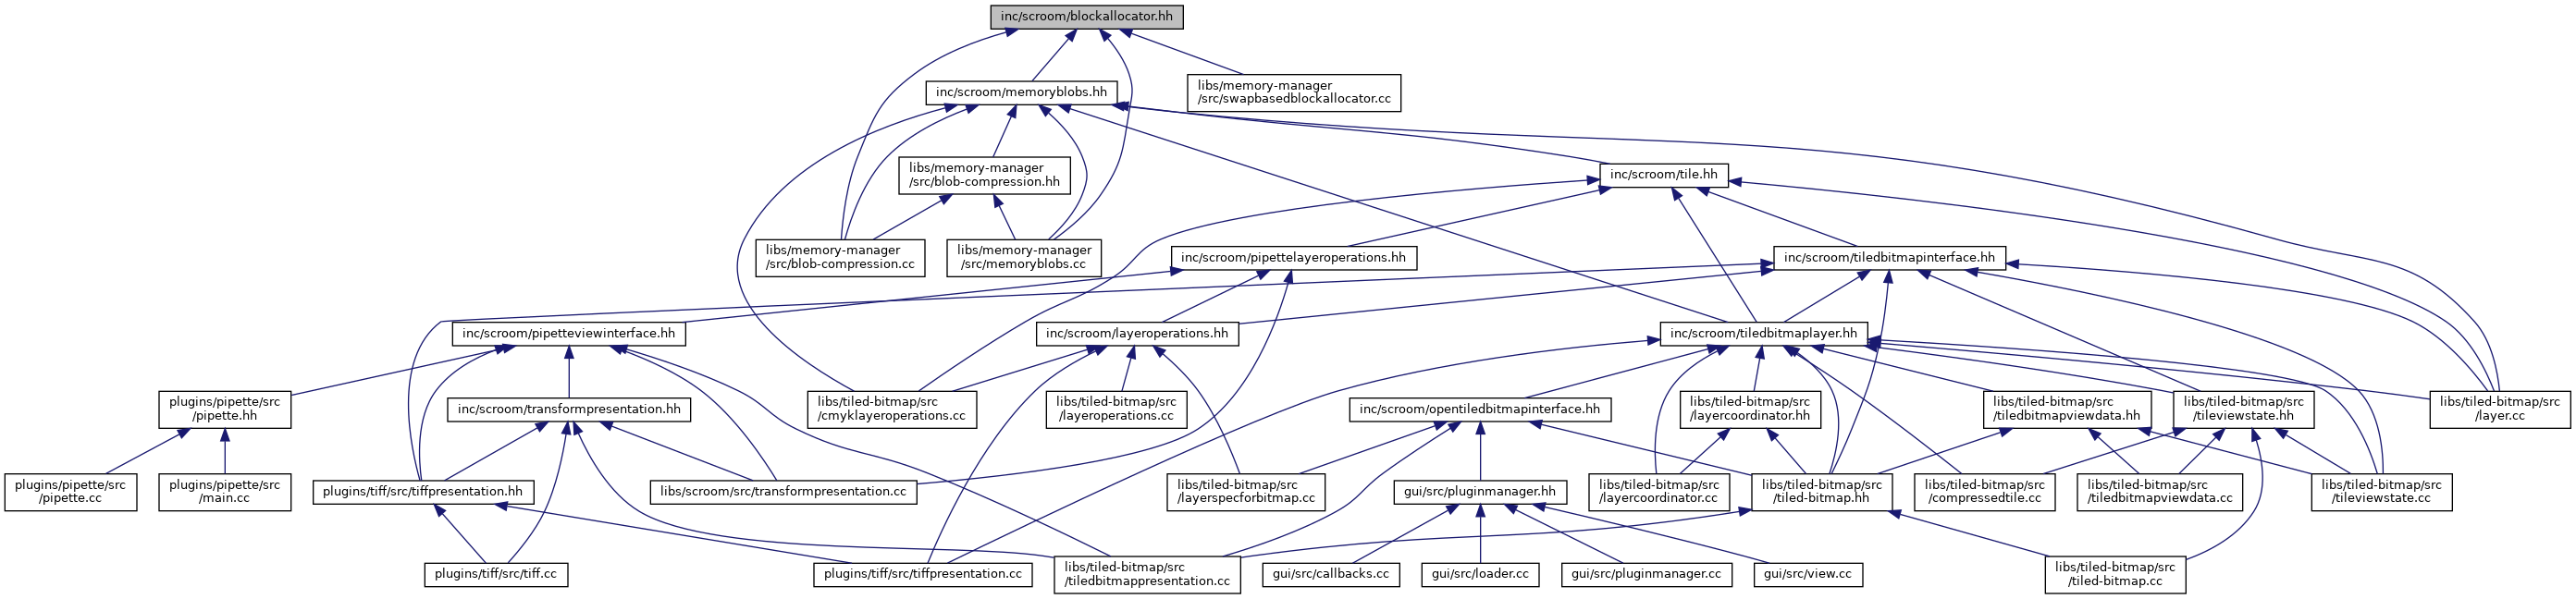 inc/scroom/blockallocator.hh
inc/scroom/memoryblobs.hh
libs/memory-manager
/src/swapbasedblockallocator.cc
libs/memory-manager
/src/blob-compression.hh
inc/scroom/tile.hh
libs/memory-manager
/src/blob-compression.cc
libs/memory-manager
/src/memoryblobs.cc
inc/scroom/pipettelayeroperations.hh
inc/scroom/tiledbitmapinterface.hh
inc/scroom/pipetteviewinterface.hh
inc/scroom/layeroperations.hh
inc/scroom/tiledbitmaplayer.hh
plugins/pipette/src
/pipette.hh
inc/scroom/transformpresentation.hh
libs/tiled-bitmap/src
/cmyklayeroperations.cc
libs/tiled-bitmap/src
/layeroperations.cc
inc/scroom/opentiledbitmapinterface.hh
libs/tiled-bitmap/src
/layercoordinator.hh
libs/tiled-bitmap/src
/tiledbitmapviewdata.hh
libs/tiled-bitmap/src
/tileviewstate.hh
libs/tiled-bitmap/src
/layer.cc
plugins/pipette/src
/pipette.cc
plugins/pipette/src
/main.cc
plugins/tiff/src/tiffpresentation.hh
libs/scroom/src/transformpresentation.cc
libs/tiled-bitmap/src
/layerspecforbitmap.cc
gui/src/pluginmanager.hh
libs/tiled-bitmap/src
/layercoordinator.cc
libs/tiled-bitmap/src
/tiled-bitmap.hh
libs/tiled-bitmap/src
/compressedtile.cc
libs/tiled-bitmap/src
/tiledbitmapviewdata.cc
libs/tiled-bitmap/src
/tileviewstate.cc
plugins/tiff/src/tiff.cc
plugins/tiff/src/tiffpresentation.cc
libs/tiled-bitmap/src
/tiledbitmappresentation.cc
gui/src/callbacks.cc
gui/src/loader.cc
gui/src/pluginmanager.cc
gui/src/view.cc
libs/tiled-bitmap/src
/tiled-bitmap.cc